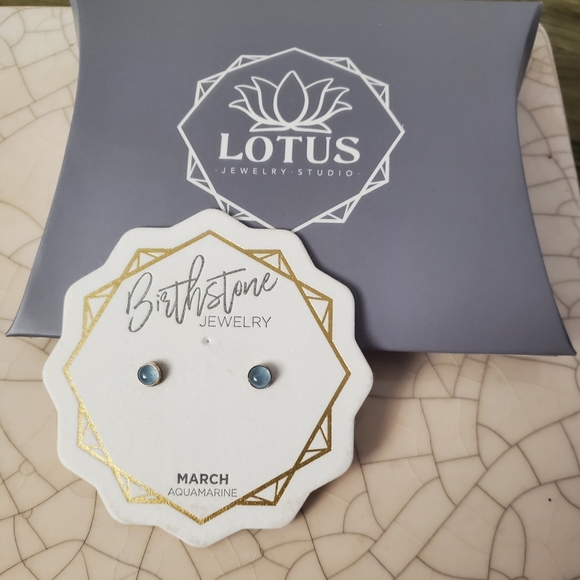 LOTUS
· JEWELRY · STUDIO ·
Birthstone
JEWELRY
MARCH
AQUAMARINE